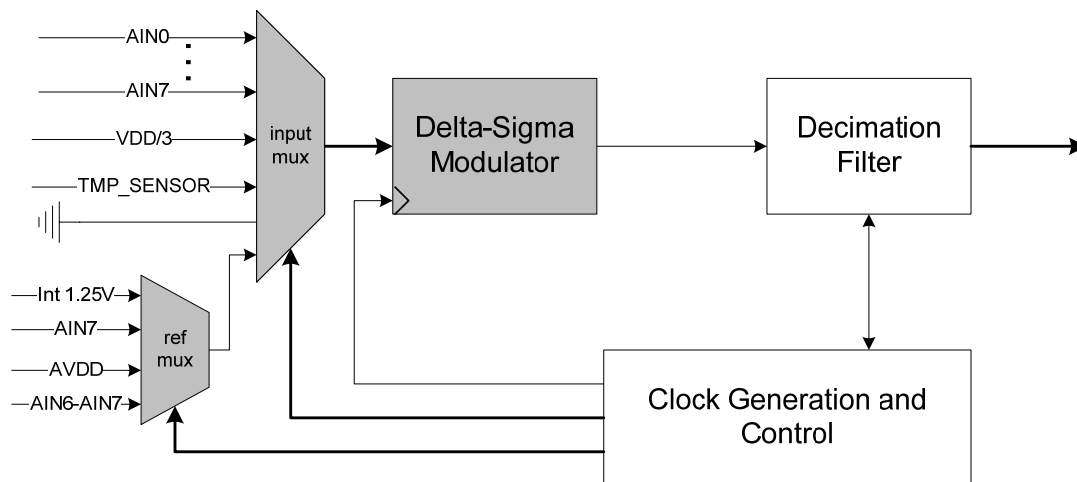 AIN0
AIN7
VDD/3
TMP_SENSOR
input
mux
Delta-Sigma
Modulator
Decimation
Filter
Int 1.25V
AIN7
AVDD
AIN6-AIN7
ref
mux
Clock Generation and
Control